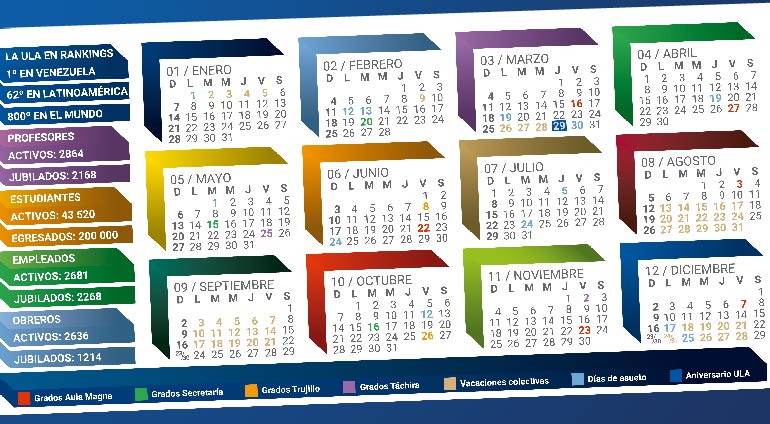 LA ULA EN RANKINGS
1º EN VENEZUELA
62º EN LATINOAMÉRICA
800º EN EL MUNDO
PROFESORES
ACTIVOS: 2864
JUBILADOS: 2168
ESTUDIANTES
ACTIVOS: 43 520
EGRESADOS: 200 000
EMPLEADOS
ACTIVOS: 2681
JUBILADOS: 2268
OBREROS
ACTIVOS: 2636
JUBILADOS: 1214
01 / ENERO
D L M M J V S
1 2 3 4 5 6
7 8 9 10 11 12 13
14 15 16 17 18 19 20
21 22 23 24 25 26 27
28 29 30 31
02 / FEBRERO
D L M M J V S
1 2 3
4 5 6 7 8 9 10
11 12 13 14 15 16 17
18 19 20 21 22 23 24
25 26 27 28
03 / MARZO
D L M M J V S
1 2 3
4 5 6 7 8 9 10
11 12 13 14 15 16 17
18 19 20 21 22 23 24
25 26 27 28 29 30 31
04 / ABRIL
D L M M J V S
1 2 3 4 5 6 7
8 9 10 11 12 13 14
15 16 17 18 19 20 21
22 23 24 25 26 27 28
29 30
05 / MAYO
D L M M J V S
1 2 3 4 5
6 7 8 9 10 11 12
13 14 15 16 17 18 19
20 21 22 23 24 25 26
27 28 29 30 31
06 / JUNIO
D L M M J V S
1 2
3 4 5 6 7 8 9
10 11 12 13 14 15 16
17 18 19 20 21 22 23
24 25 26 27 28 29 30
07 / JULIO
D L M M J V S
1 2 3 4 5 6 7
8 9 10 11 12 13 14
15 16 17 18 19 20 21
22 23 24 25 26 27 28
29 30 31
08 / AGOSTO
D L M M J V S
1 2 3 4
5 6 7 8 9 10 11
12 13 14 15 16 17 18
19 20 21 22 23 24 25
26 27 28 29 30 31
09 / SEPTIEMBRE
D L M M J V S
1
2 3 4 5 6 7 8
9 10 11 12 13 14 15
16 17 18 19 20 21 22
23/30 24 25 26 27 28 29
10 / OCTUBRE
D L M M J V S
1 2 3 4 5 6
7 8 9 10 11 12 13
14 15 16 17 18 19 20
21 22 23 24 25 26 27
28 29 30 31
11 / NOVIEMBRE
D L M M J V S
1 2 3
4 5 6 7 8 9 10
11 12 13 14 15 16 17
18 19 20 21 22 23 24
25 26 27 28 29 30
12 / DICIEMBRE
D L M M J V S
1
2 3 4 5 6 7 8
9 10 11 12 13 14 15
16 17 18 19 20 21 22
23/30 24/31 25 26 27 28 29
Grados Aula Magna
Grados Secretaría
Grados Trujillo
Grados Táchira
Vacaciones colectivas
Días de asueto
Aniversario ULA